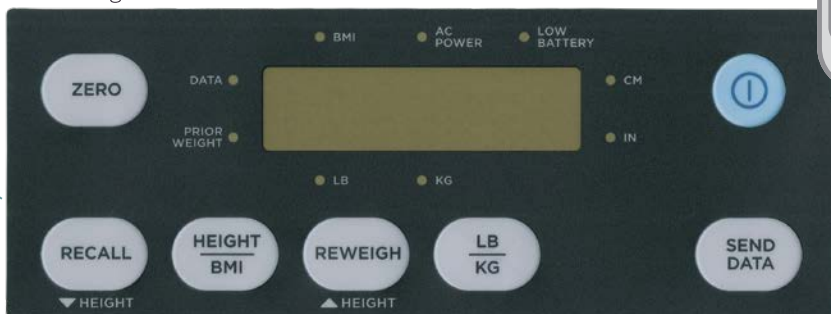 BMI
AC
POWER
LOW
BATTERY
ZERO
DATA
CM
PRIOR
WEIGHT
IN
LB
KG
RECALL
HEIGHT
BMI
REWEIGH
LB
KG
SEND
DATA
▼HEIGHT
▲HEIGHT